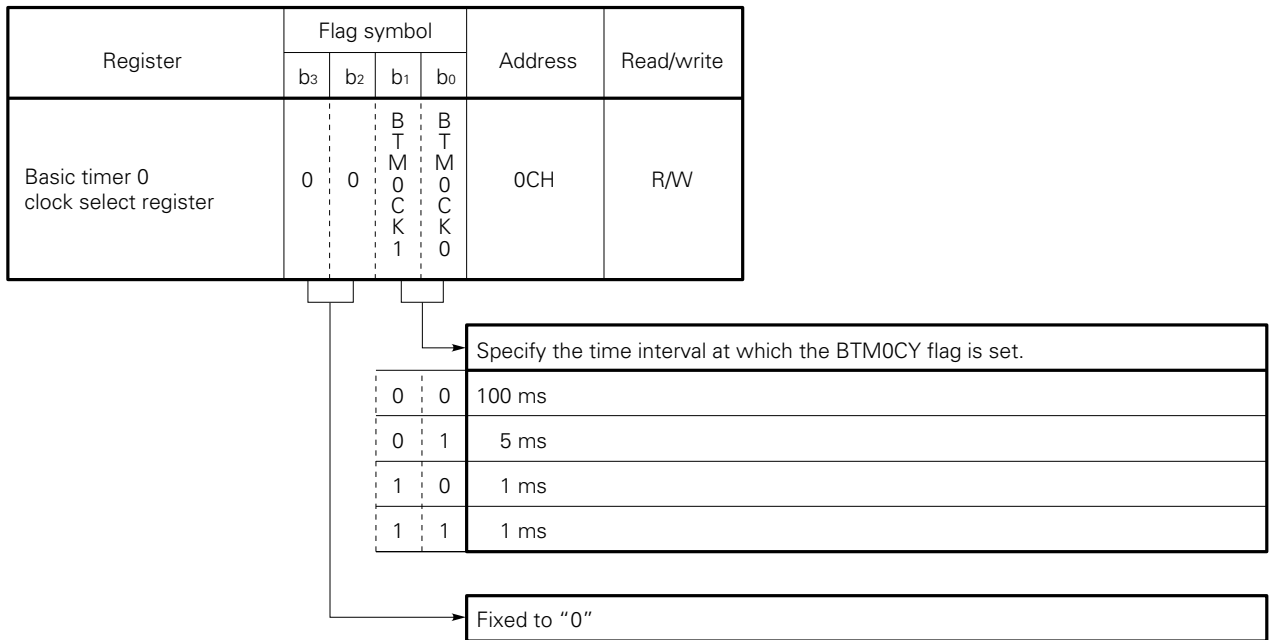 Register Flag symbol Address Read/write
b3 b2 b1 b0
Basic timer 0
clock select register
0 0 BTM0CK1 BTM0CK0 0CH R/W
Specify the time interval at which the BTM0CY flag is set.
0 0 100 ms
0 1 5 ms
1 0 1 ms
1 1 1 ms
Fixed to “0”